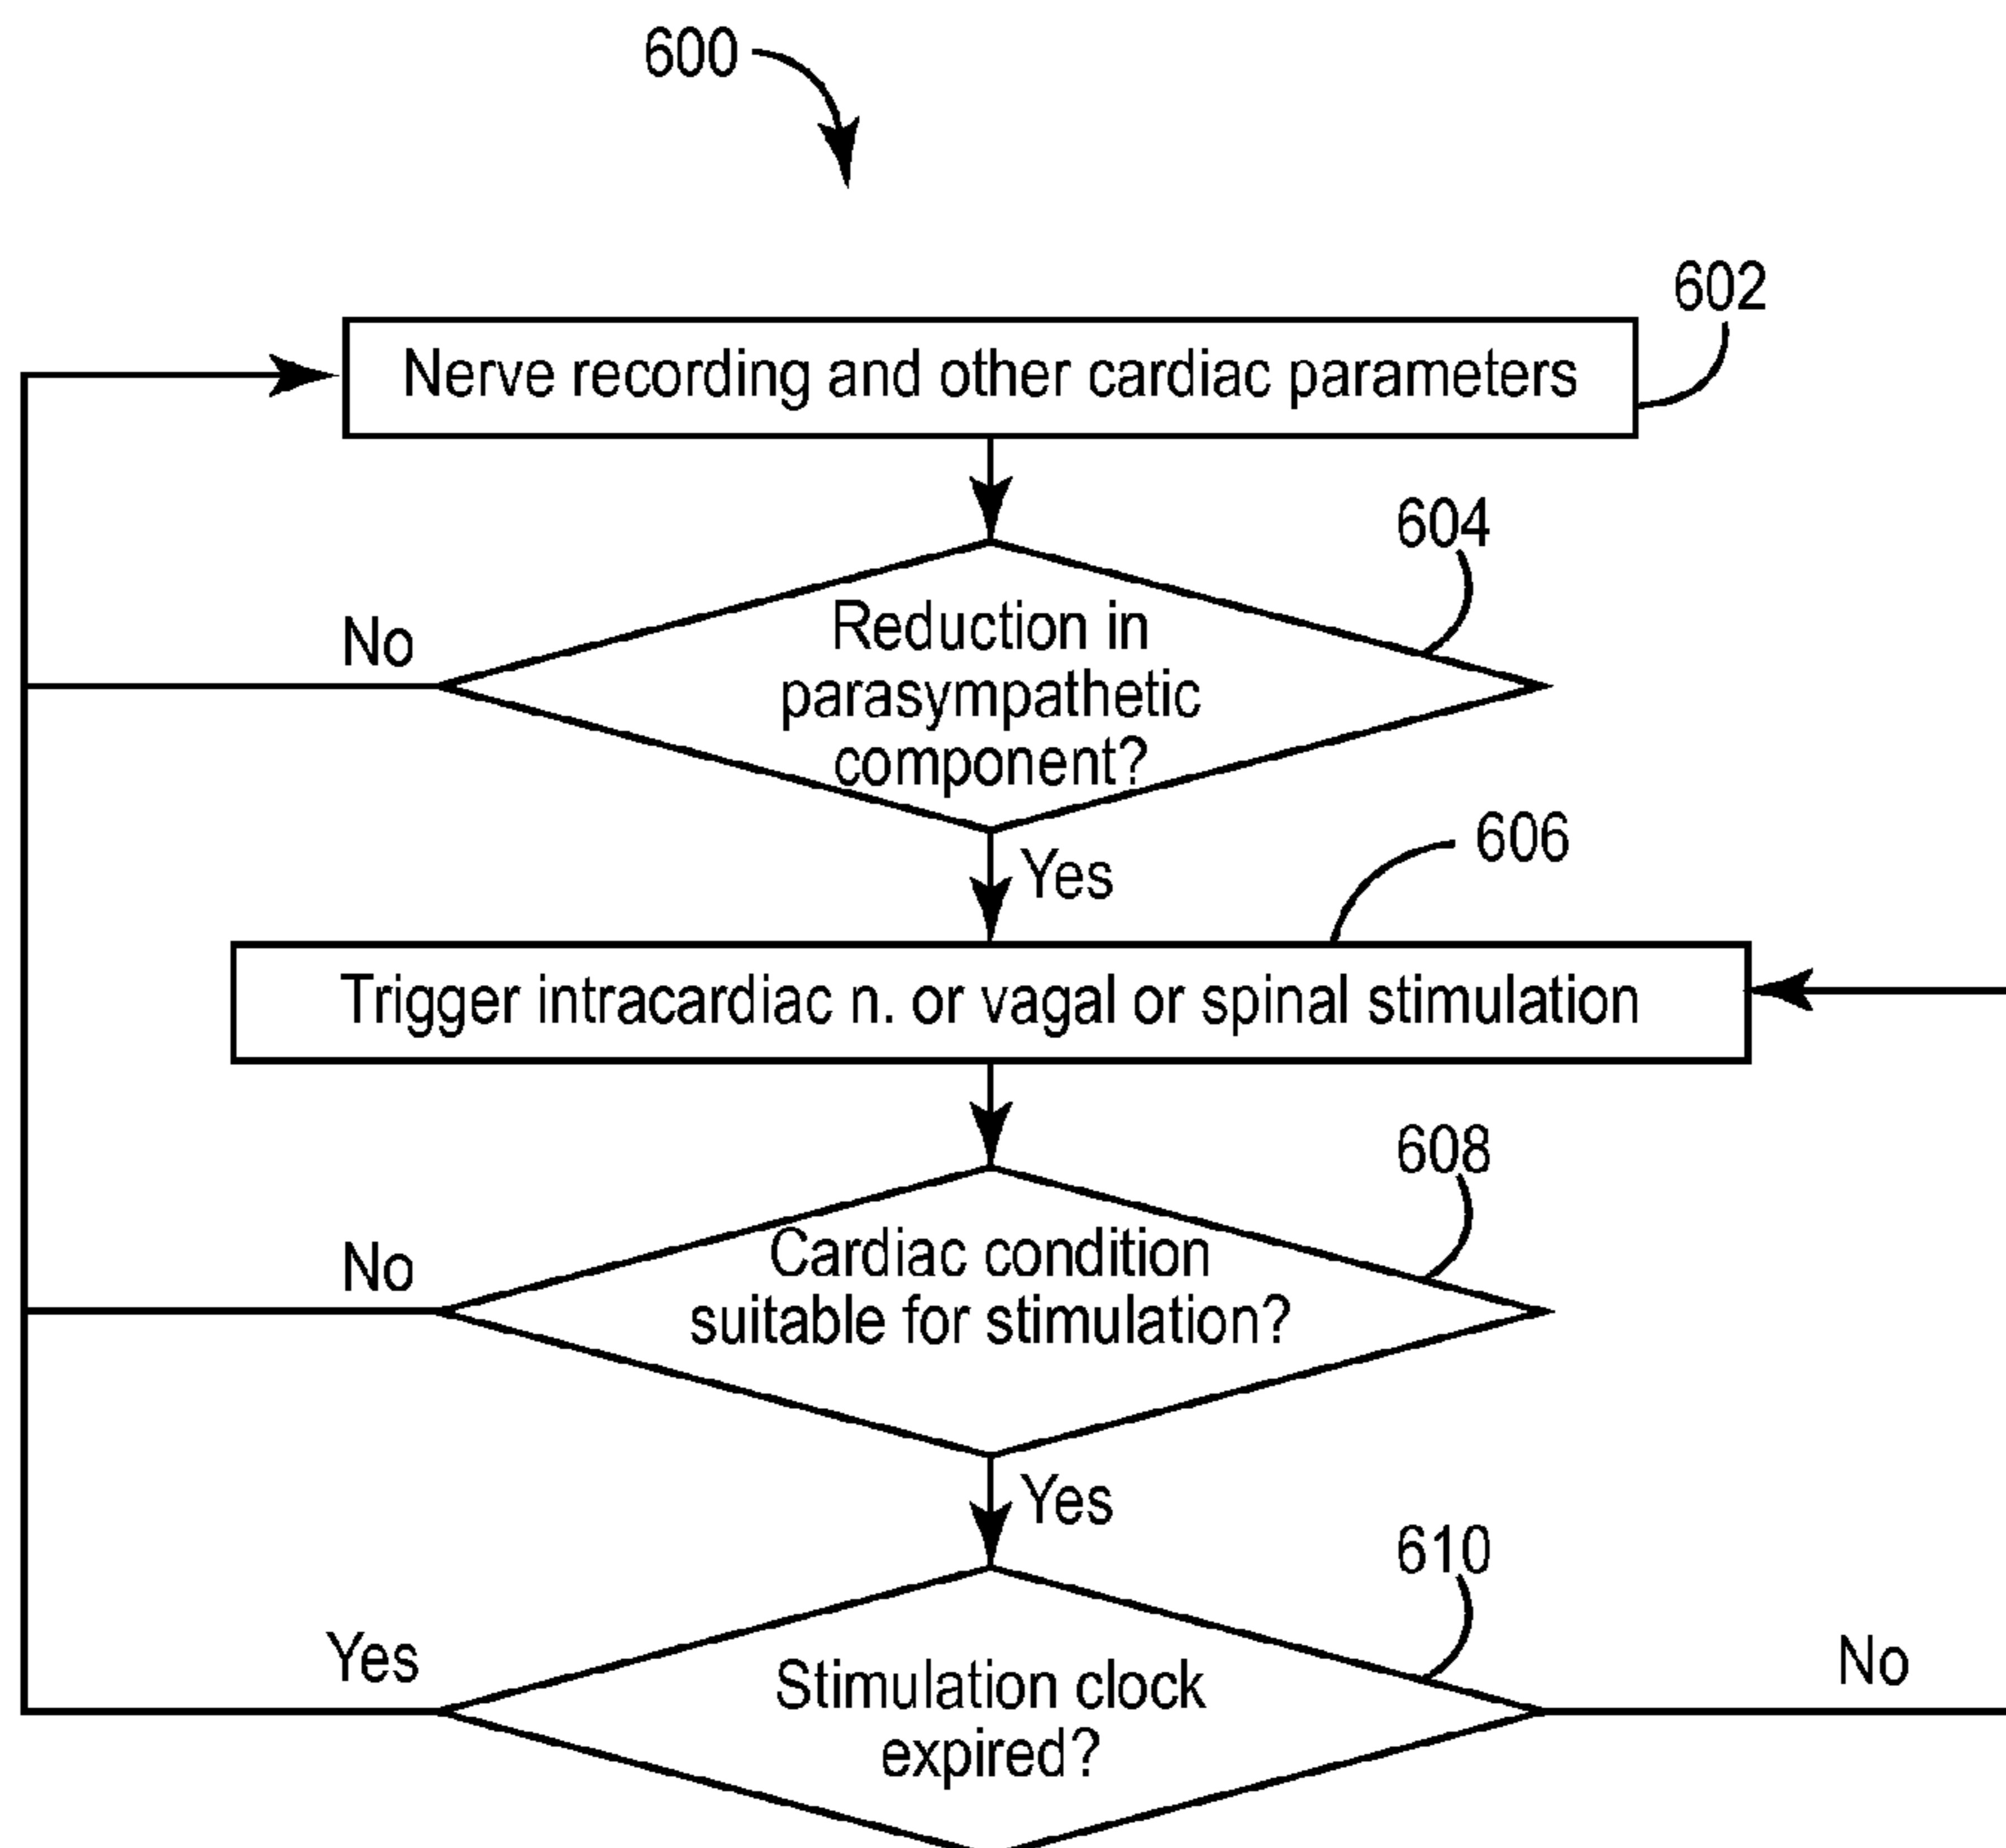 600
602
Nerve recording and other cardiac parameters
604
No
Reduction in
parasympathetic
component?
Yes
606
Trigger intracardiac n. or vagal or spinal stimulation
608
No
Cardiac condition
suitable for stimulation?
Yes
610
Yes
Stimulation clock
expired?
No